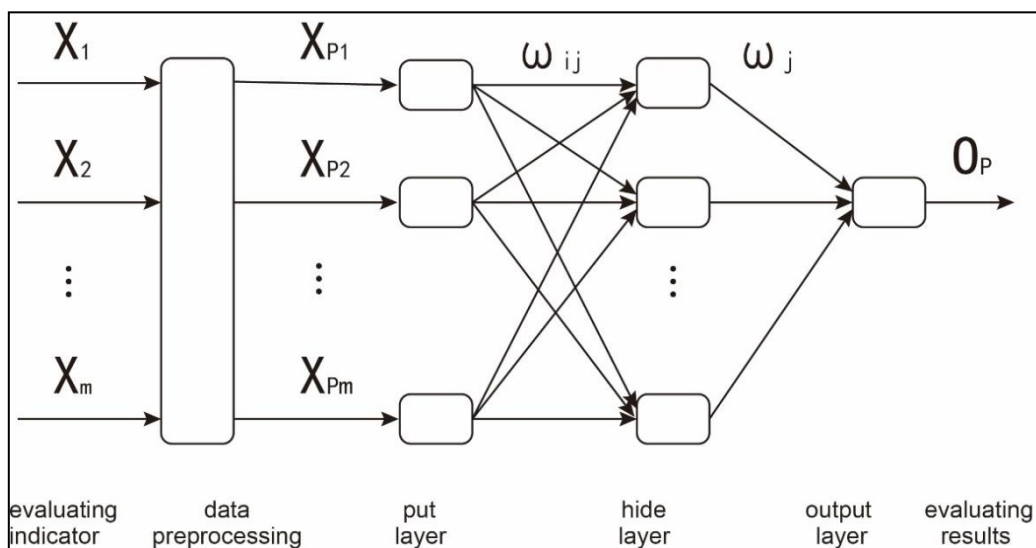 X1 XP1 ωij ωj
X2 XP2 OP
⋮ ⋮ ⋮
Xm XPm
evaluating data put hide output evaluating
indicator preprocessing layer layer layer results